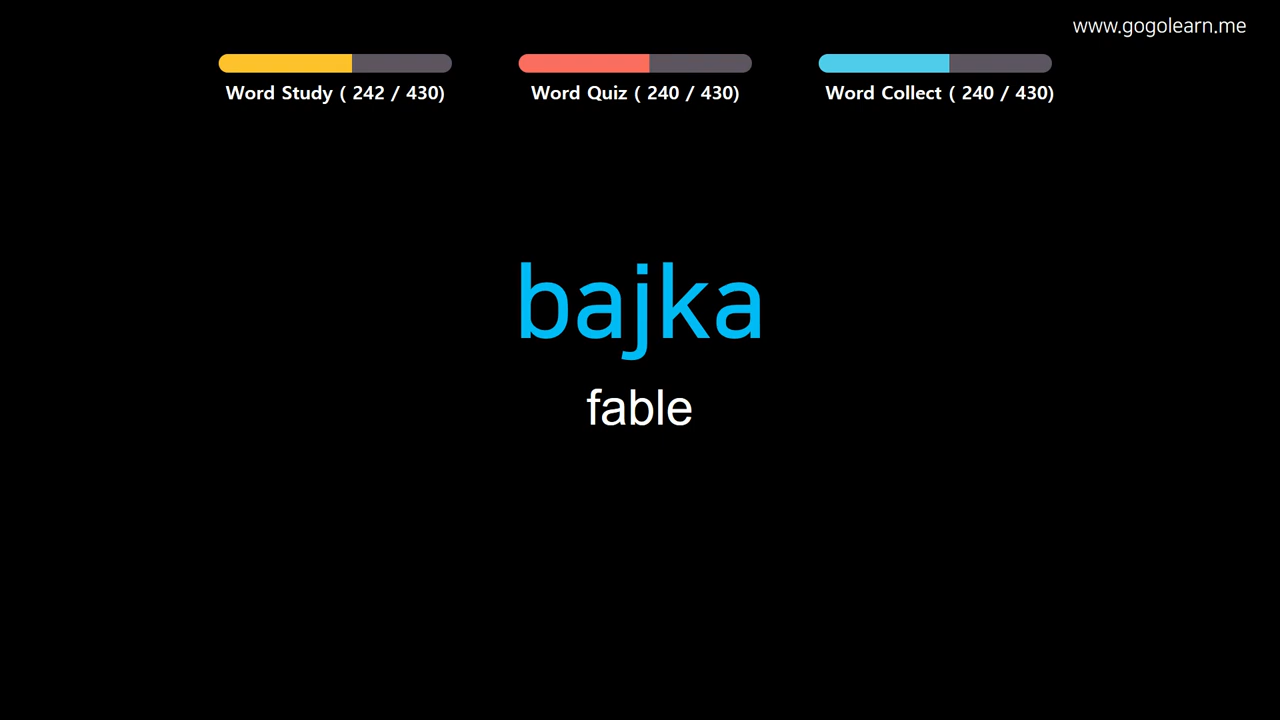 www.gogolearn.me
Word Study ( 242 / 430)
Word Quiz ( 240 / 430)
Word Collect ( 240 / 430)
bajka
fable